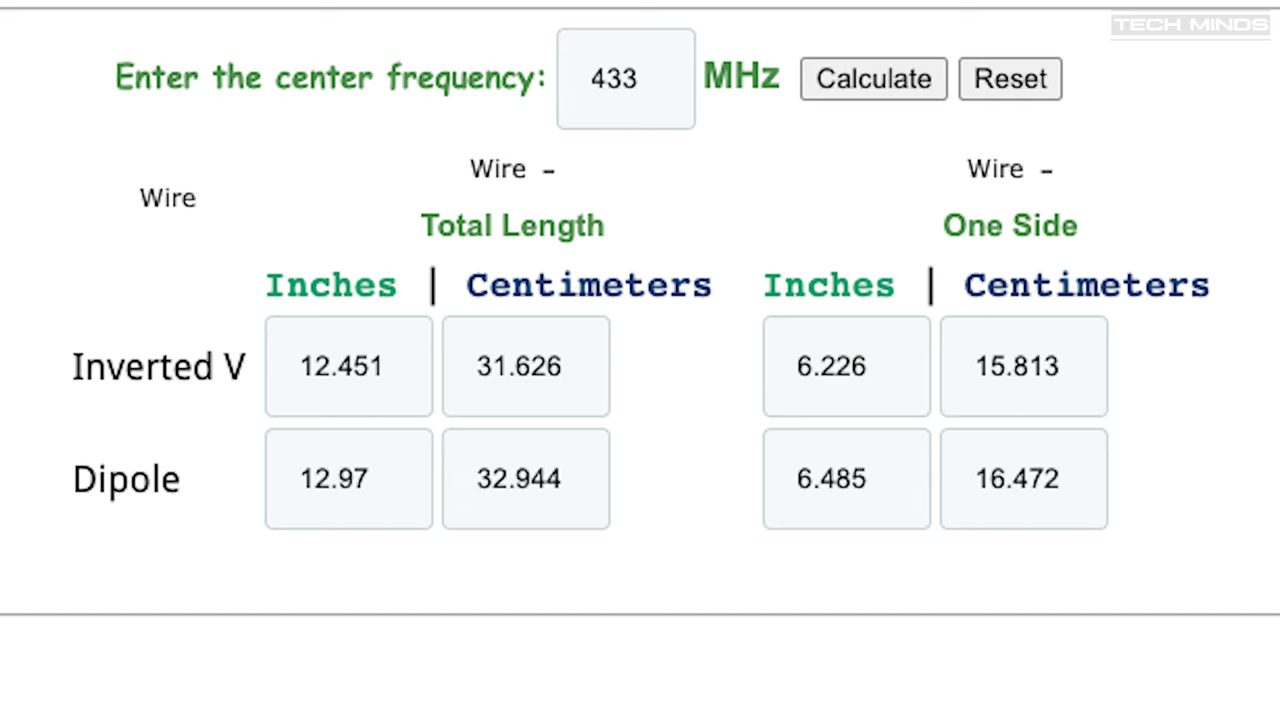 TECH MINDS
Enter the center frequency: 433 MHz Calculate Reset
Wire
Wire - Total Length
Wire - One Side
Inches | Centimeters Inches | Centimeters
Inverted V 12.451 31.626 6.226 15.813
Dipole 12.97 32.944 6.485 16.472